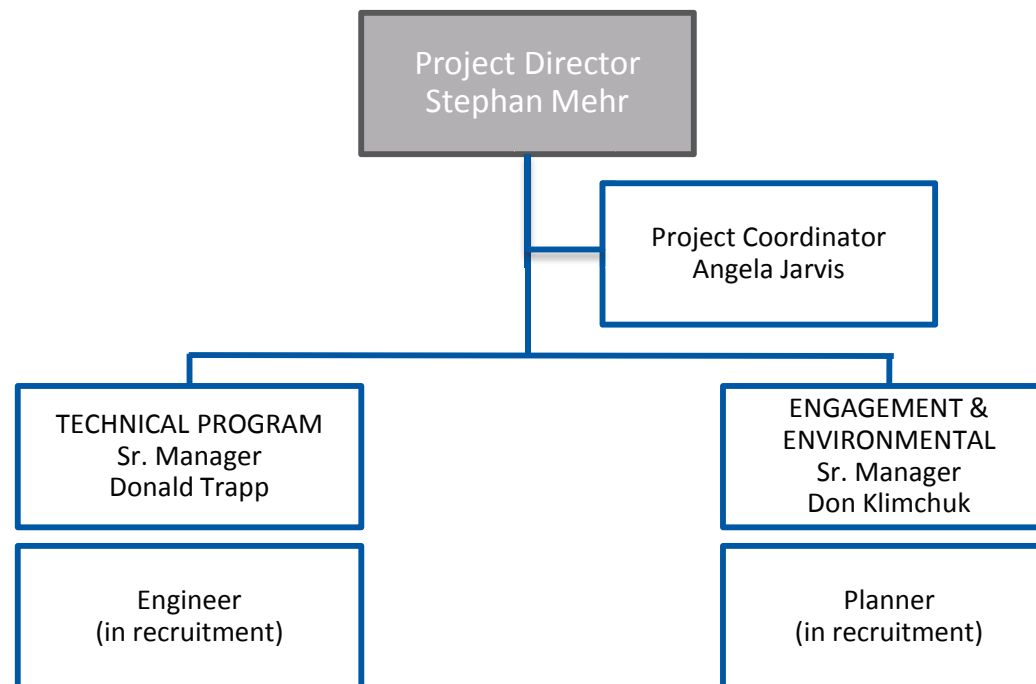 Project Director
Stephan Mehr
Project Coordinator
Angela Jarvis
TECHNICAL PROGRAM
Sr. Manager
Donald Trapp
ENGAGEMENT &
ENVIRONMENTAL
Sr. Manager
Don Klimchuk
Engineer
(in recruitment)
Planner
(in recruitment)